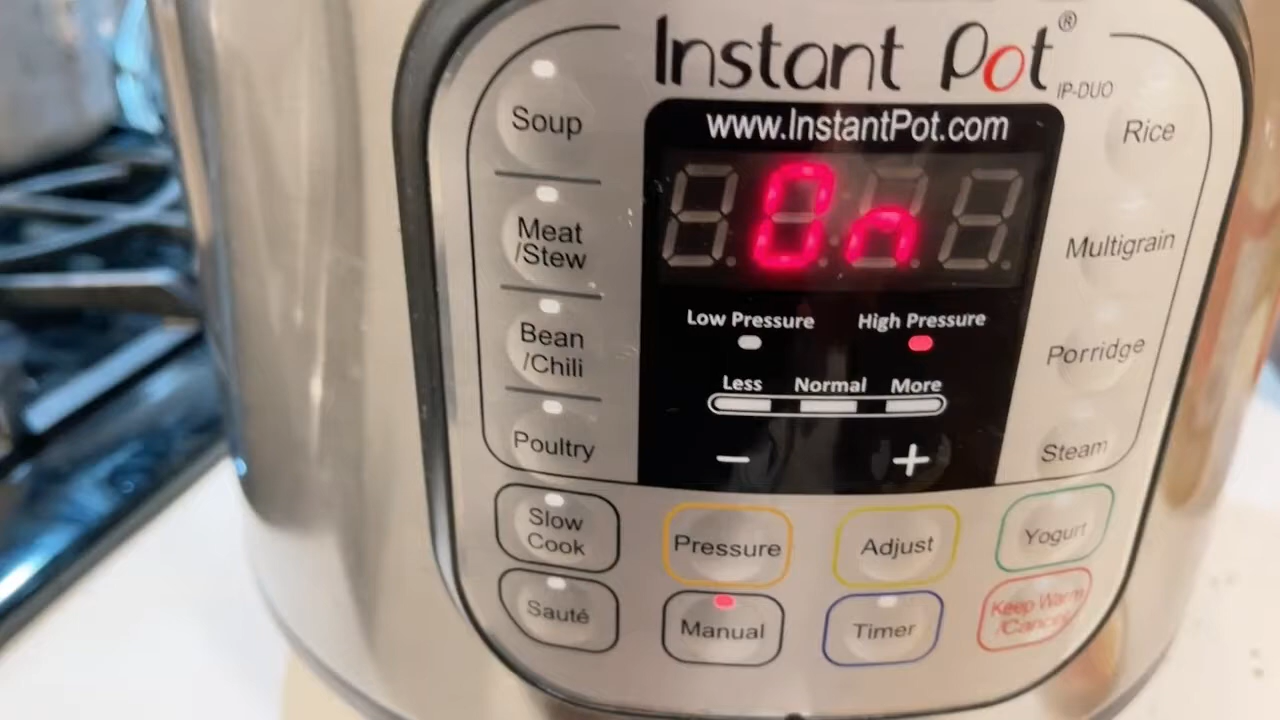 Instant Pot®
IP-DUO
www.InstantPot.com
On
Soup
Meat
/Stew
Bean
/Chili
Poultry
Low Pressure
High Pressure
Less Normal More
− +
Rice
Multigrain
Porridge
Steam
Slow
Cook
Pressure
Adjust
Yogurt
Sauté
Manual
Timer
Keep Warm
/Cancel